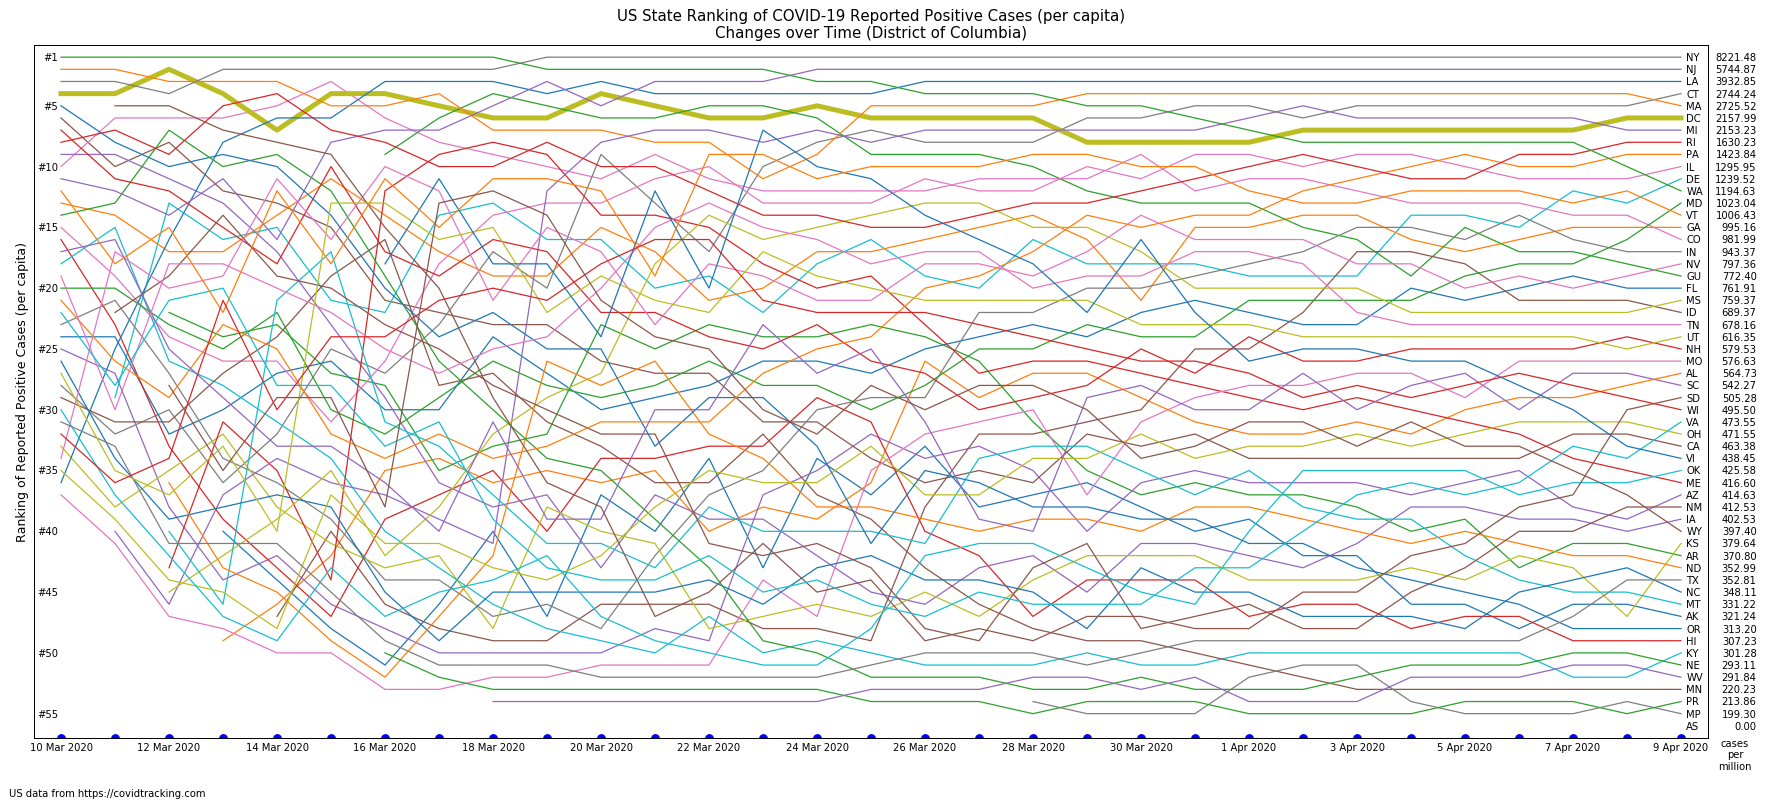 US State Ranking of COVID-19 Reported Positive Cases (per capita)
Changes over Time (District of Columbia)
Ranking of Reported Positive Cases (per capita)
#1
#5
#10
#15
#20
#25
#30
#35
#40
#45
#50
#55
NY 8221.48
NJ 5744.87
LA 3932.85
CT 2744.24
MA 2725.52
DC 2157.99
MI 2153.23
RI 1630.23
PA 1423.84
IL 1295.95
DE 1239.52
WA 1194.63
MD 1023.04
VT 1006.43
GA 995.16
CO 981.99
IN 943.37
NV 797.36
GU 772.40
FL 761.91
MS 759.37
ID 689.37
TN 678.16
UT 616.35
NH 579.53
MO 576.63
AL 564.73
SC 542.27
SD 505.28
WI 495.50
VA 473.55
OH 471.55
CA 463.38
VI 438.45
OK 425.58
ME 416.60
AZ 414.63
NM 412.53
IA 402.53
WY 397.40
KS 379.64
AR 370.80
ND 352.99
TX 352.81
NC 348.11
MT 331.22
AK 321.24
OR 313.20
HI 307.23
KY 301.28
NE 293.11
WV 291.84
MN 220.23
PR 213.86
MP 199.30
AS 0.00
10 Mar 2020 12 Mar 2020 14 Mar 2020 16 Mar 2020 18 Mar 2020 20 Mar 2020 22 Mar 2020 24 Mar 2020 26 Mar 2020 28 Mar 2020 30 Mar 2020 1 Apr 2020 3 Apr 2020 5 Apr 2020 7 Apr 2020 9 Apr 2020
cases
per
million
US data from https://covidtracking.com